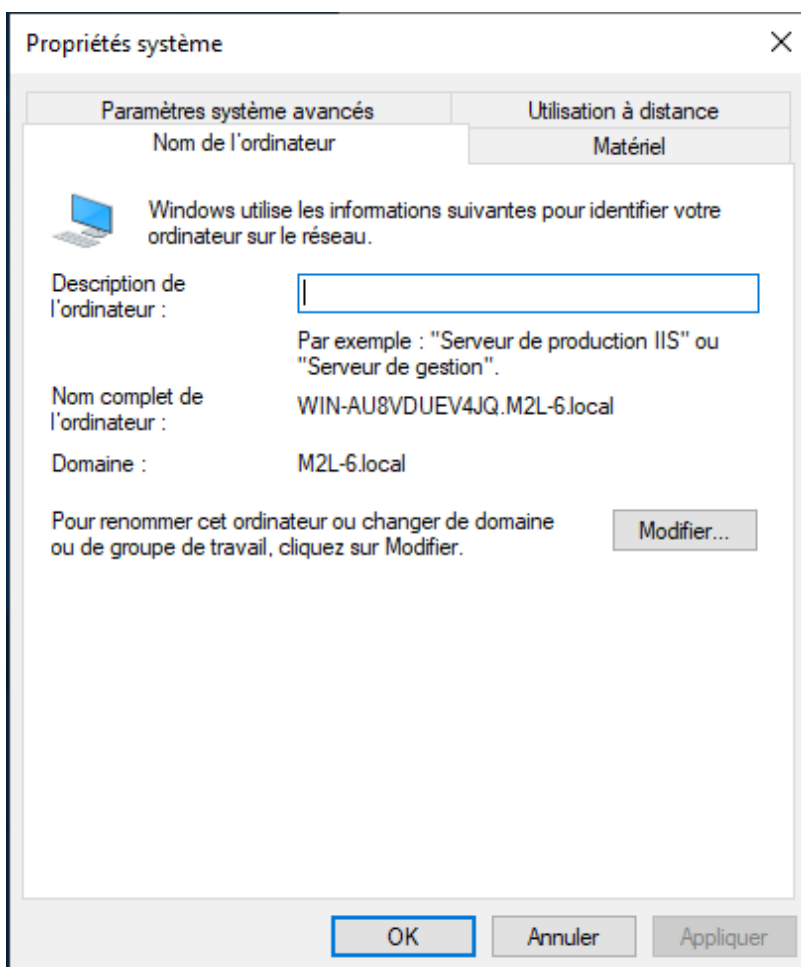 Propriétés système
Paramètres système avancés
Utilisation à distance
Nom de l'ordinateur
Matériel
Windows utilise les informations suivantes pour identifier votre
ordinateur sur le réseau.
Description de
l'ordinateur :
Par exemple : "Serveur de production IIS" ou
"Serveur de gestion".
Nom complet de
l'ordinateur :
WIN-AU8VDUEV4JQ.M2L-6.local
Domaine :
M2L-6.local
Pour renommer cet ordinateur ou changer de domaine
ou de groupe de travail, cliquez sur Modifier.
Modifier...
OK
Annuler
Appliquer